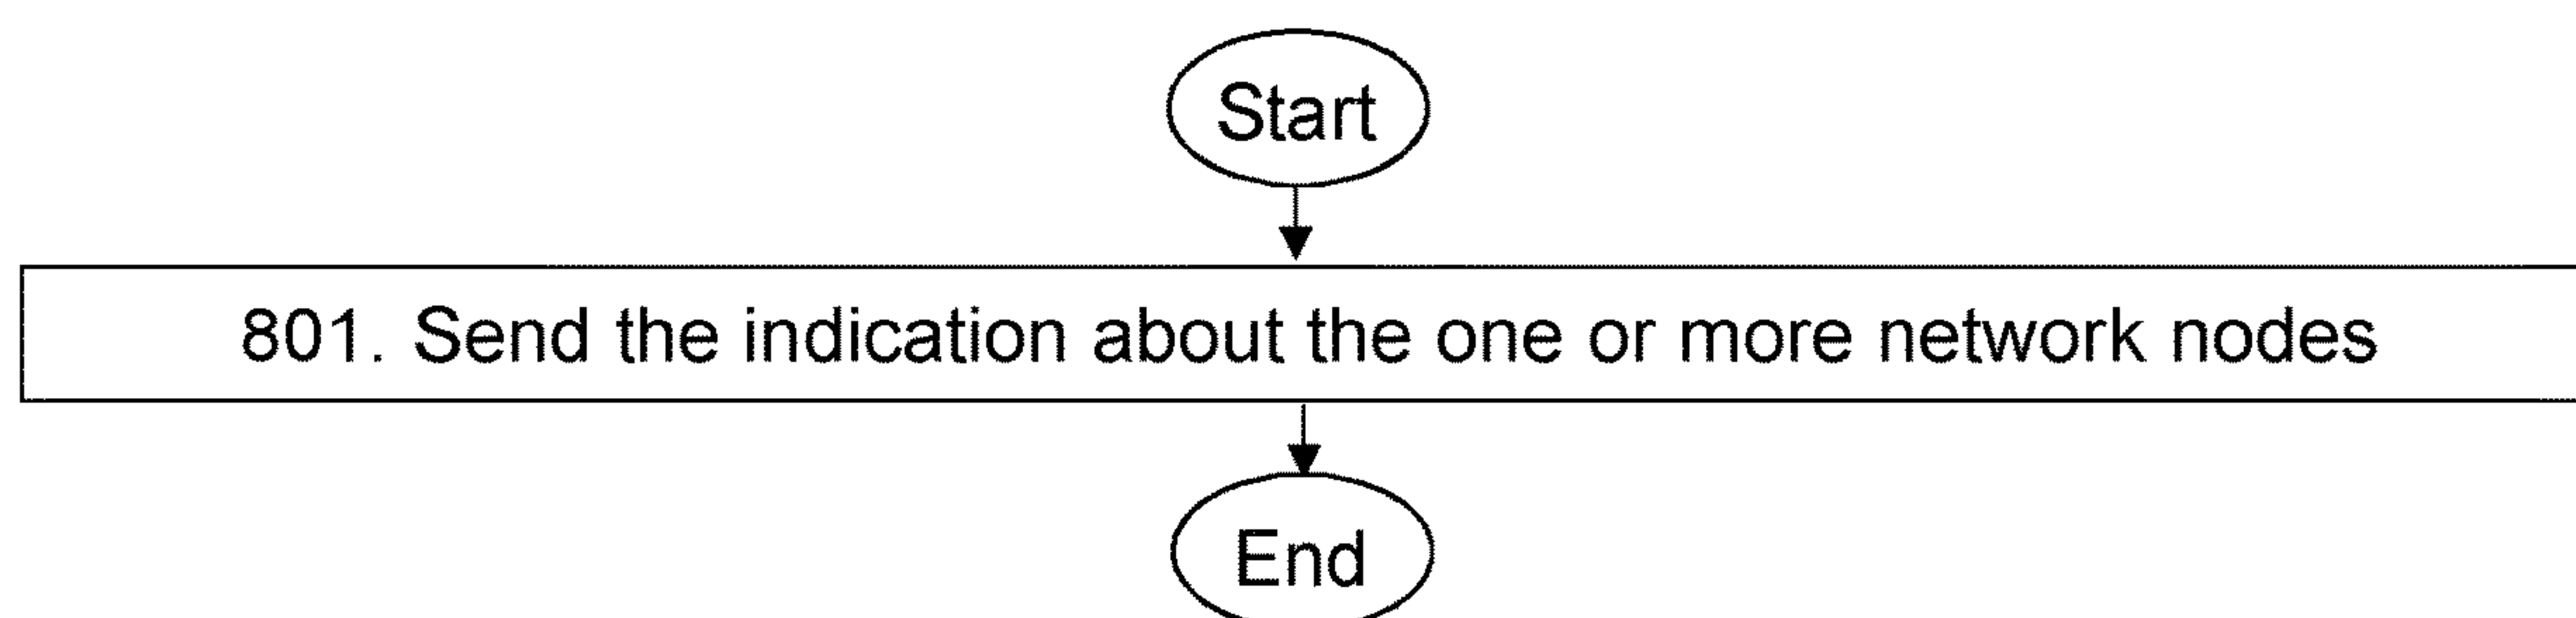 Start
801. Send the indication about the one or more network nodes
End